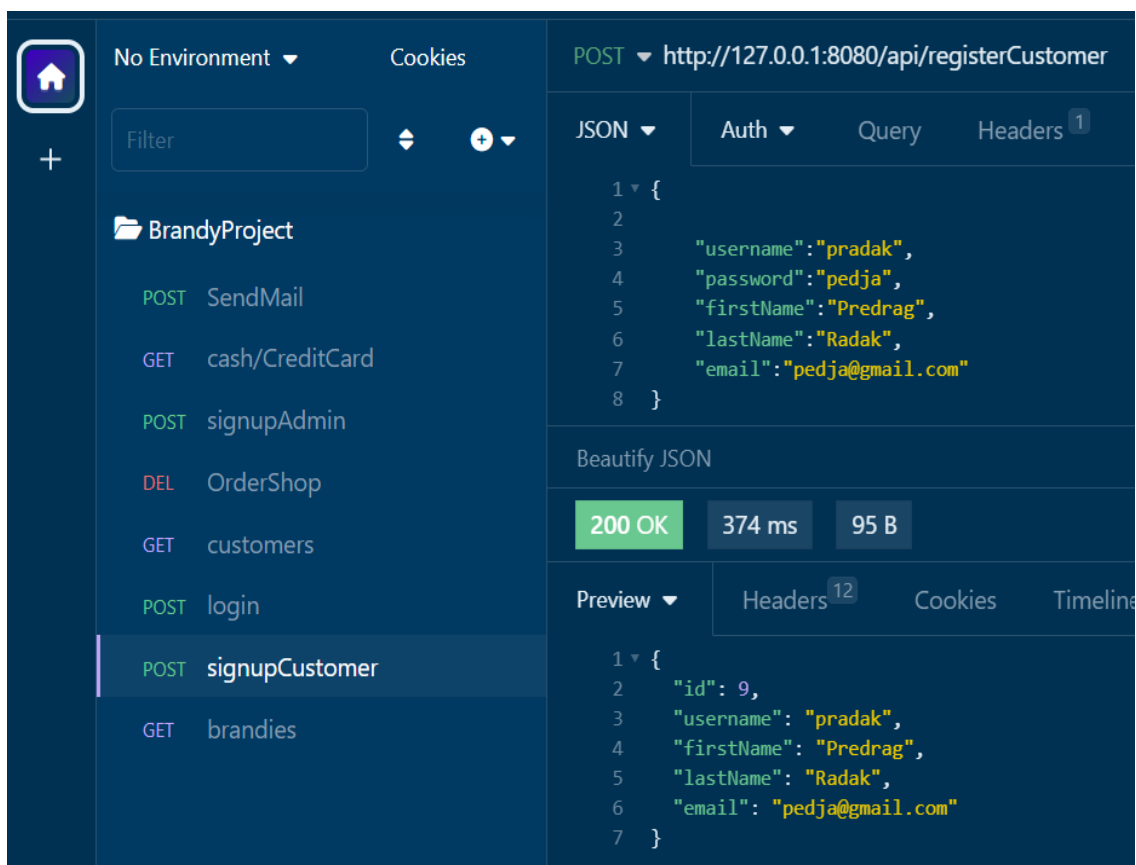 No Environment
Cookies
Filter
BrandyProject
POST SendMail
GET cash/CreditCard
POST signupAdmin
DEL OrderShop
GET customers
POST login
POST signupCustomer
GET brandies
POST http://127.0.0.1:8080/api/registerCustomer
JSON Auth Query Headers 1
1 {
2
3 "username":"pradak",
4 "password":"pedja",
5 "firstName":"Predrag",
6 "lastName":"Radak",
7 "email":"pedja@gmail.com"
8 }
Beautify JSON
200 OK 374 ms 95 B
Preview Headers 12 Cookies Timeline
1 {
2 "id": 9,
3 "username": "pradak",
4 "firstName": "Predrag",
5 "lastName": "Radak",
6 "email": "pedja@gmail.com"
7 }